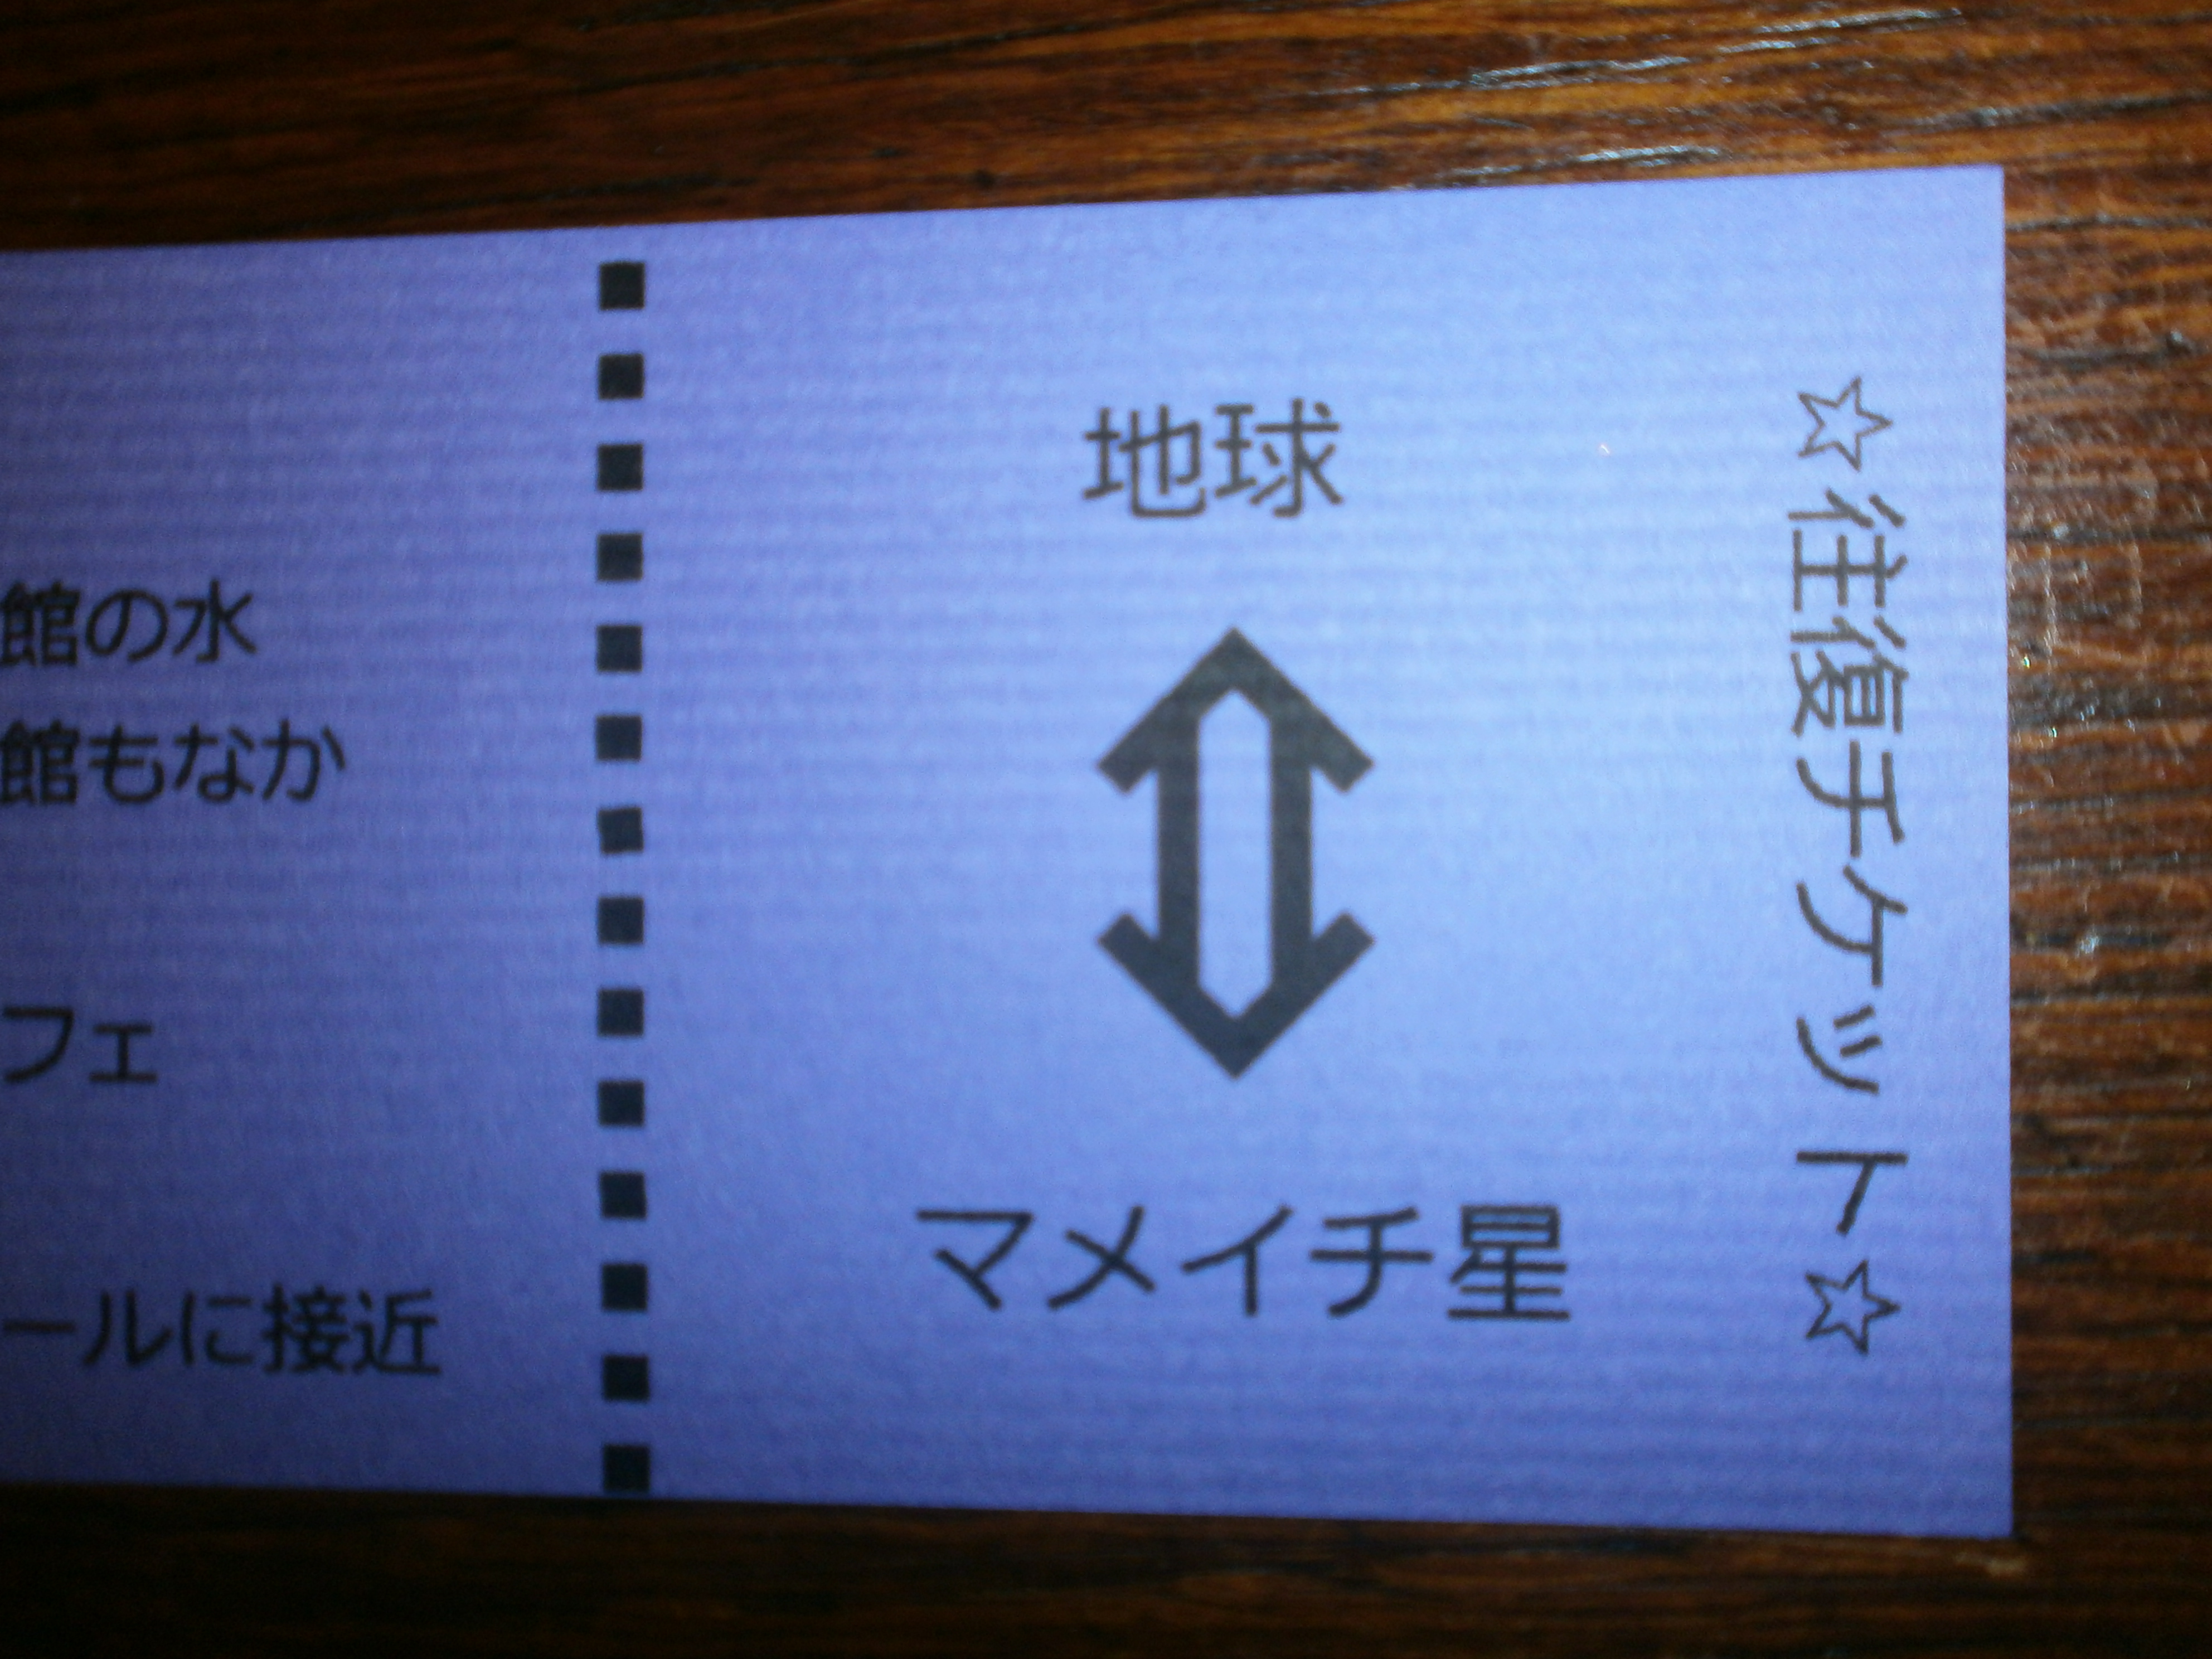 館の水
館もなか
フェ
ールに接近
地球
⇕
マメイチ星
☆往復チケット☆